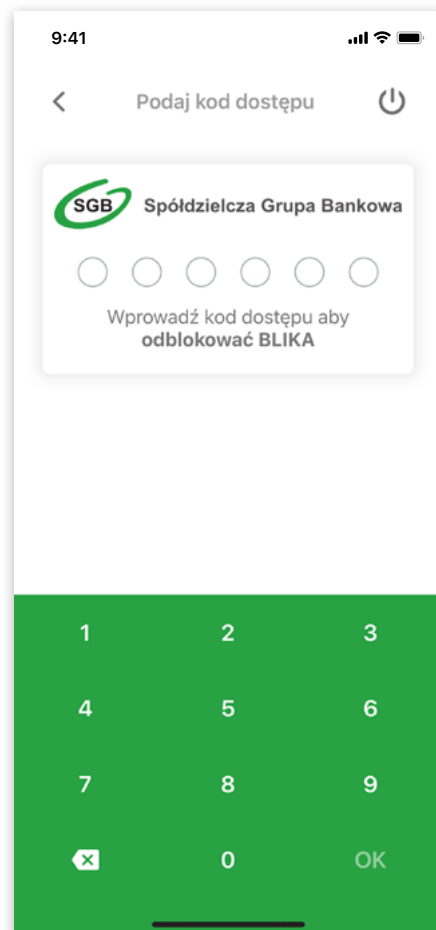 9:41
Podaj kod dostępu
SGB Spółdzielcza Grupa Bankowa
Wprowadź kod dostępu aby
odblokować BLIKA
1 2 3
4 5 6
7 8 9
0 OK